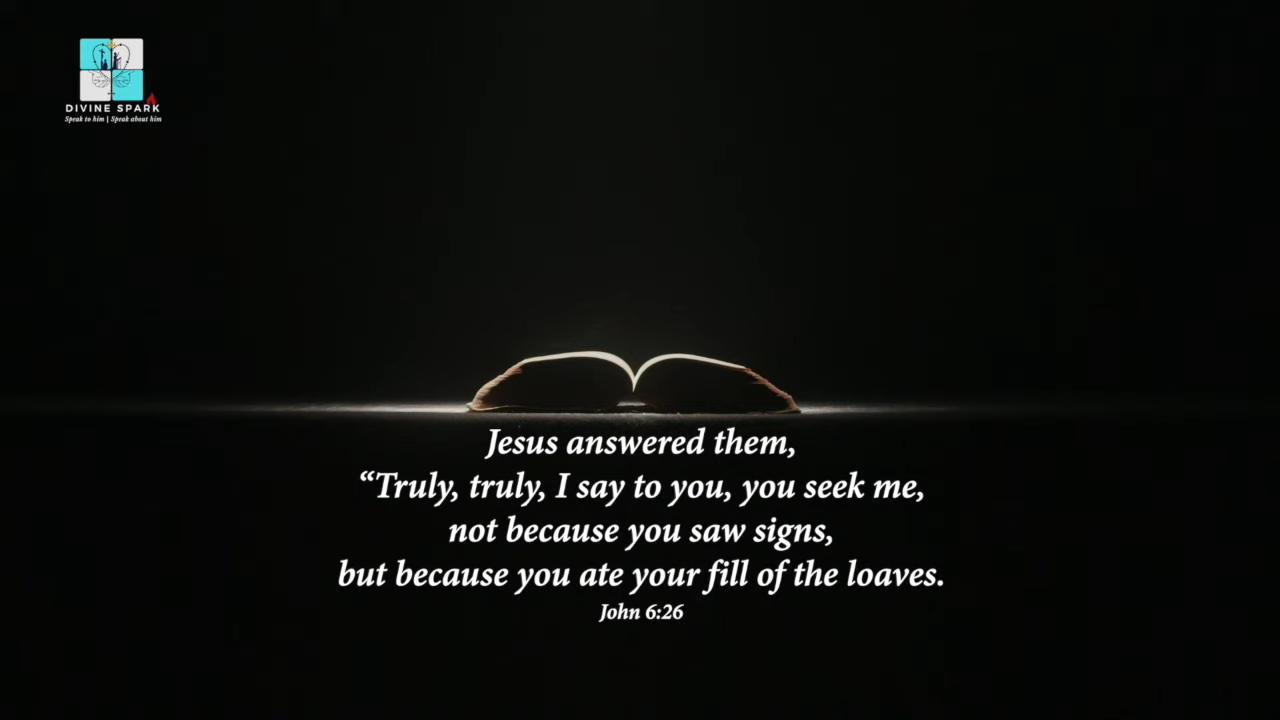 DIVINE SPARK
Speak to him | Speak about him
Jesus answered them,
“Truly, truly, I say to you, you seek me,
not because you saw signs,
but because you ate your fill of the loaves.
John 6:26